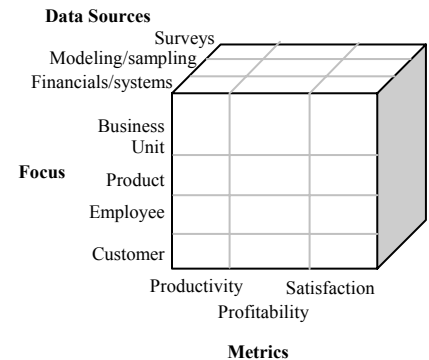 Data Sources
Surveys
Modeling/sampling
Financials/systems
Business
Unit
Focus
Product
Employee
Customer
Productivity
Satisfaction
Profitability
Metrics